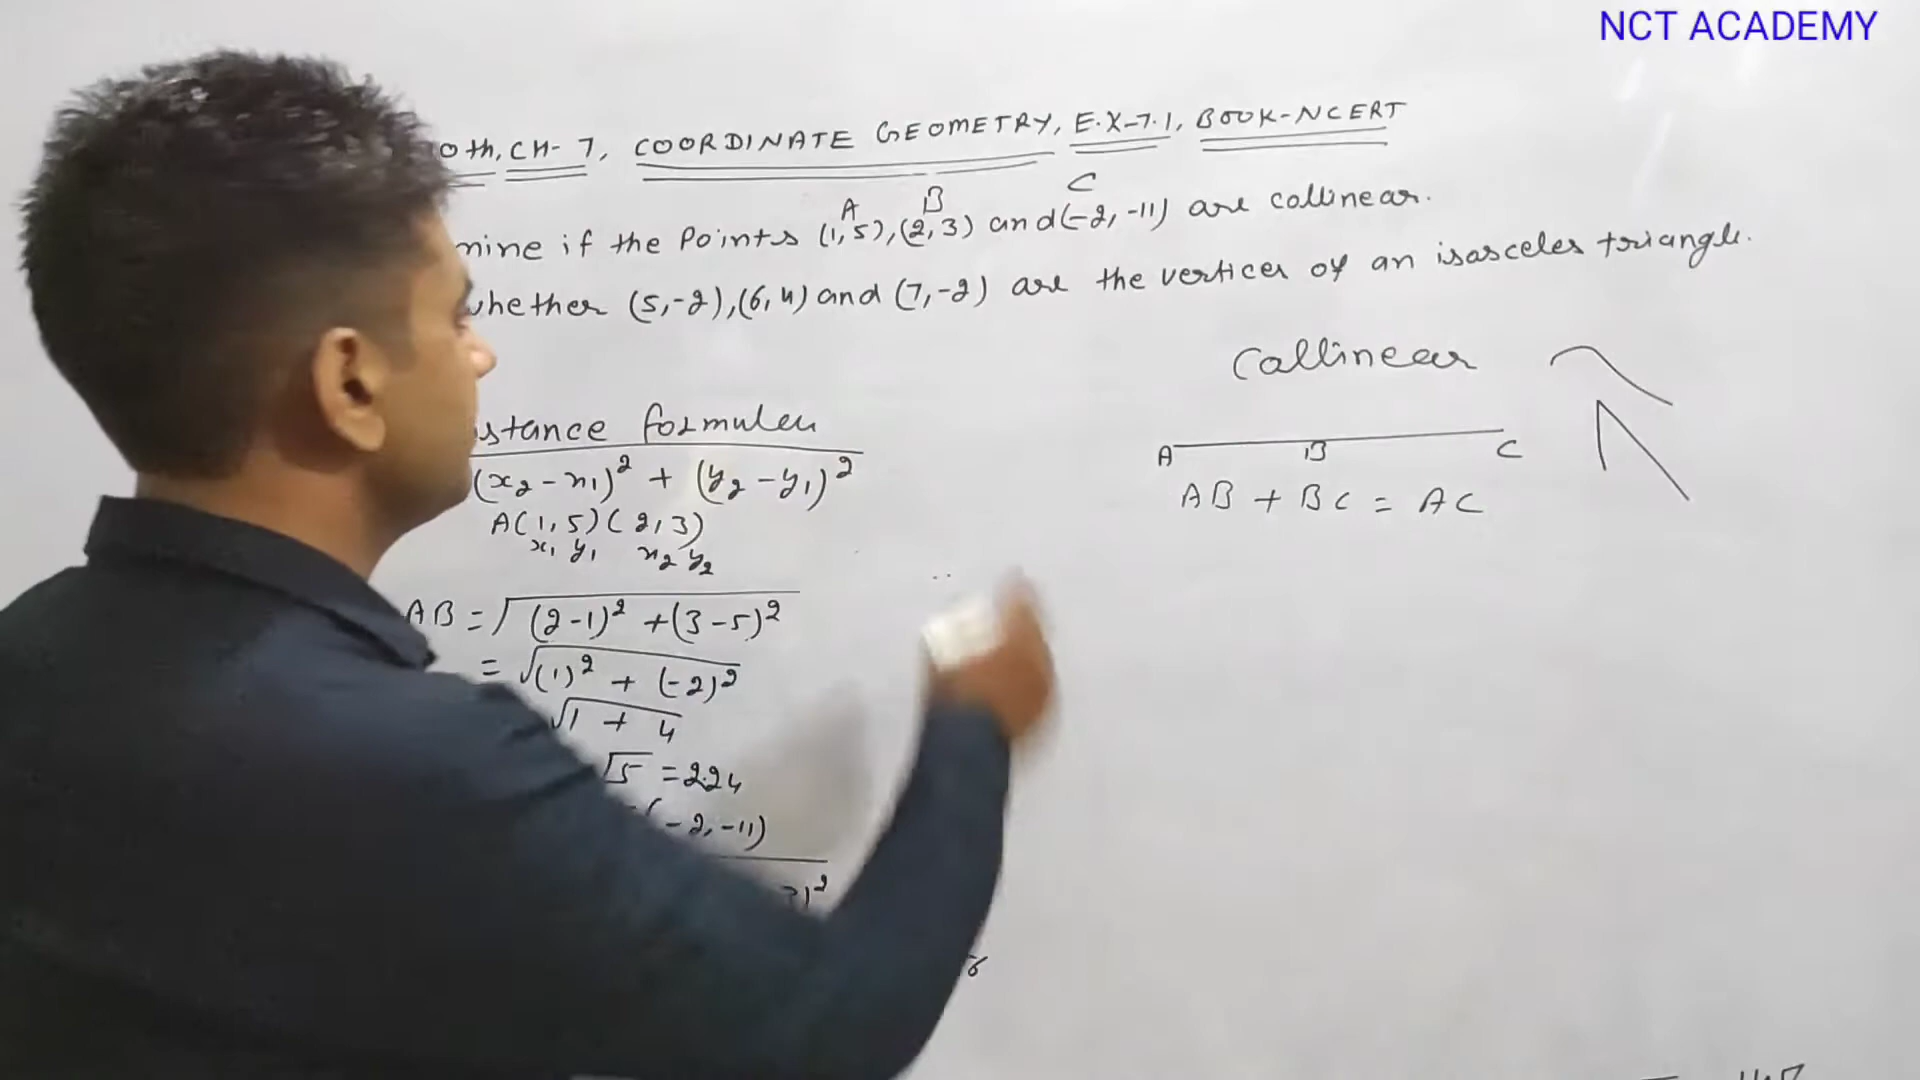 NCT ACADEMY
0th, CH- 7, COORDINATE GEOMETRY, E.X-7.1, BOOK-NCERT
A B C
mine if the Points (1,5),(2,3) and(-2,-11) are collinear.
whether (5,-2),(6,4) and (7,-2) are the vertices of an isasceles triangle.
Collinear
A B C
AB + BC = AC
stance formulen
(x2-x1)² + (y2-y1)²
A(1,5)(2,3)
x1 y1 x2 y2
AB = √(2-1)² +(3-5)²
= √(1)² + (-2)²
√1 + 4
√5 = 2.24
(-2,-11)
)²